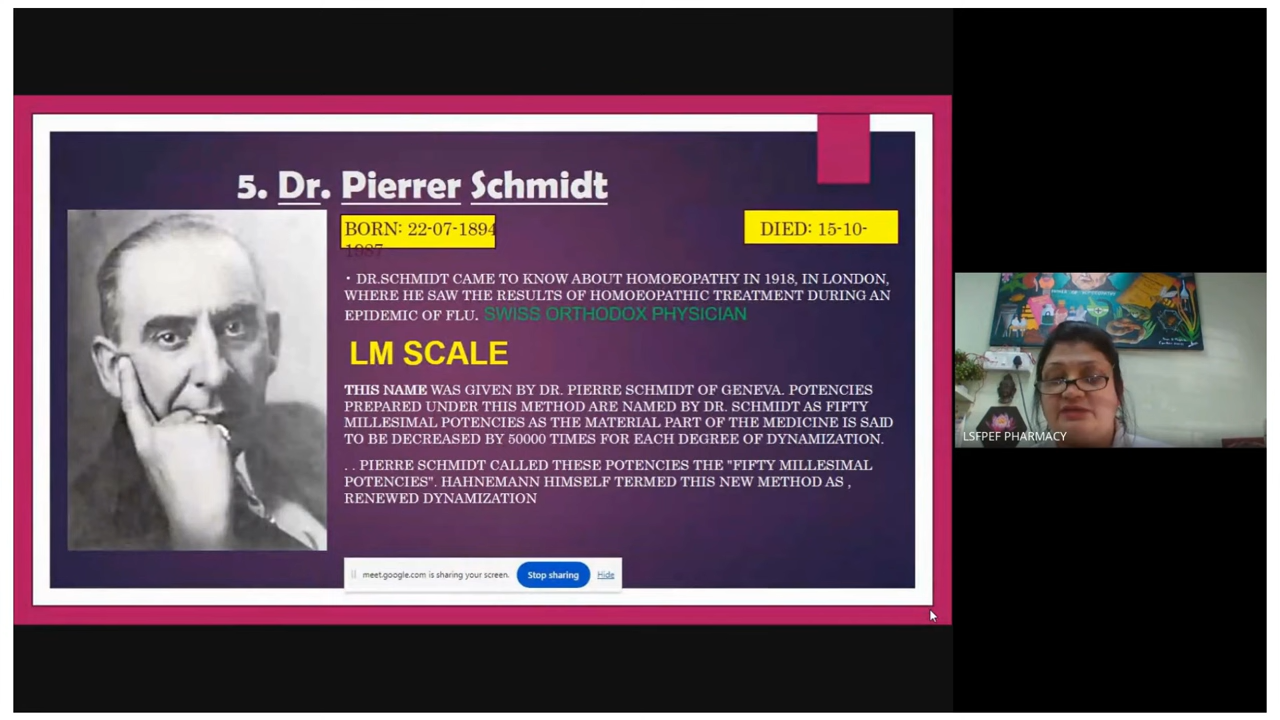 5. Dr. Pierrer Schmidt
BORN: 22-07-1894
DIED: 15-10-
1987
• DR.SCHMIDT CAME TO KNOW ABOUT HOMOEOPATHY IN 1918, IN LONDON,
WHERE HE SAW THE RESULTS OF HOMOEOPATHIC TREATMENT DURING AN
EPIDEMIC OF FLU. SWISS ORTHODOX PHYSICIAN
LM SCALE
THIS NAME WAS GIVEN BY DR. PIERRE SCHMIDT OF GENEVA. POTENCIES
PREPARED UNDER THIS METHOD ARE NAMED BY DR. SCHMIDT AS FIFTY
MILLESIMAL POTENCIES AS THE MATERIAL PART OF THE MEDICINE IS SAID
TO BE DECREASED BY 50000 TIMES FOR EACH DEGREE OF DYNAMIZATION.
. . PIERRE SCHMIDT CALLED THESE POTENCIES THE "FIFTY MILLESIMAL
POTENCIES". HAHNEMANN HIMSELF TERMED THIS NEW METHOD AS ,
RENEWED DYNAMIZATION
meet.google.com is sharing your screen.
Stop sharing
Hide
LSFPEF PHARMACY